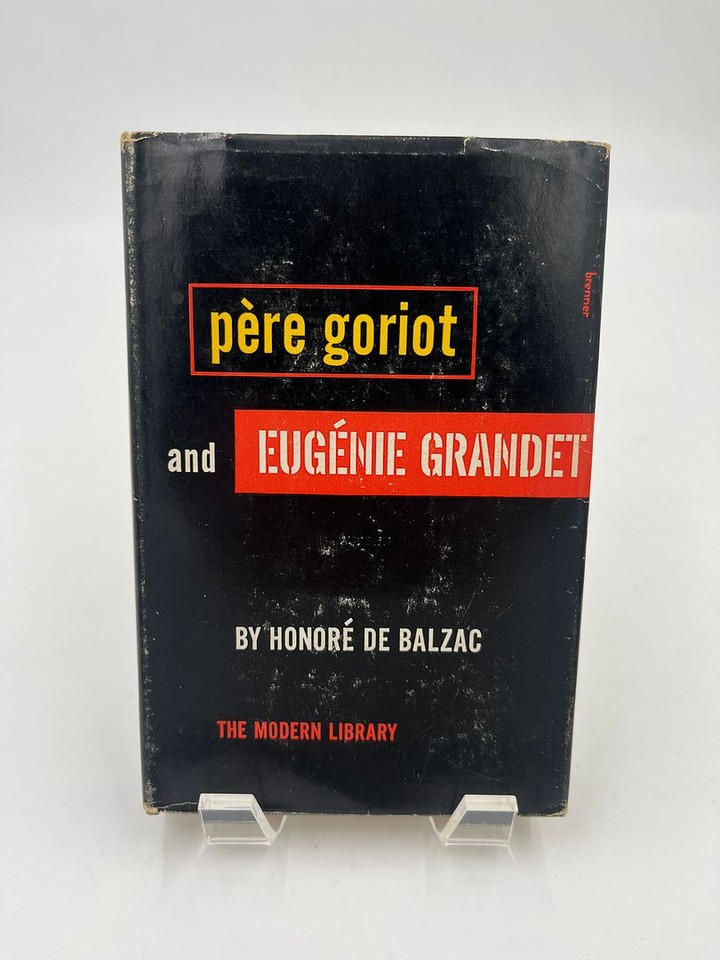 père goriot
brenner
and EUGÉNIE GRANDET
BY HONORÉ DE BALZAC
THE MODERN LIBRARY